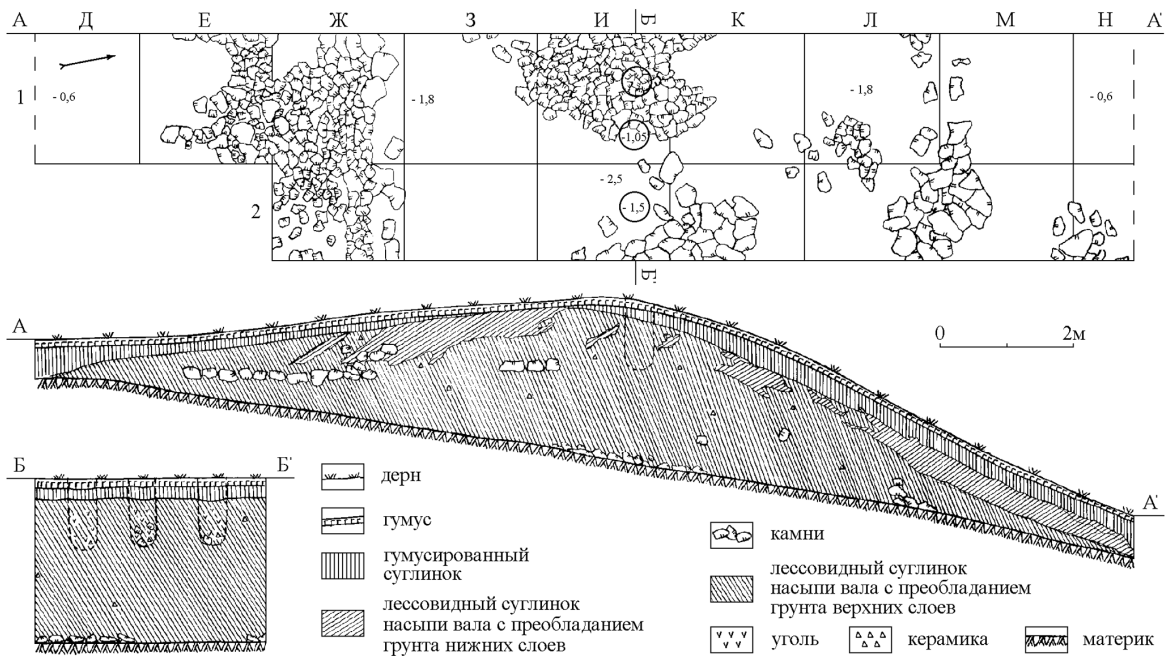 А Д Е Ж З И Б К Л М Н А'
1 - 0,6 - 1,8 - 1,8 - 0,6
- 1,05
2 - 2,5
- 1,5
Б'
А
0 2м
Б Б'
А'
дерн
гумус
гумусированный
суглинок
лессовидный суглинок
насыпи вала с преобладанием
грунта нижних слоев
камни
лессовидный суглинок
насыпи вала с преобладанием
грунта верхних слоев
уголь керамика материк